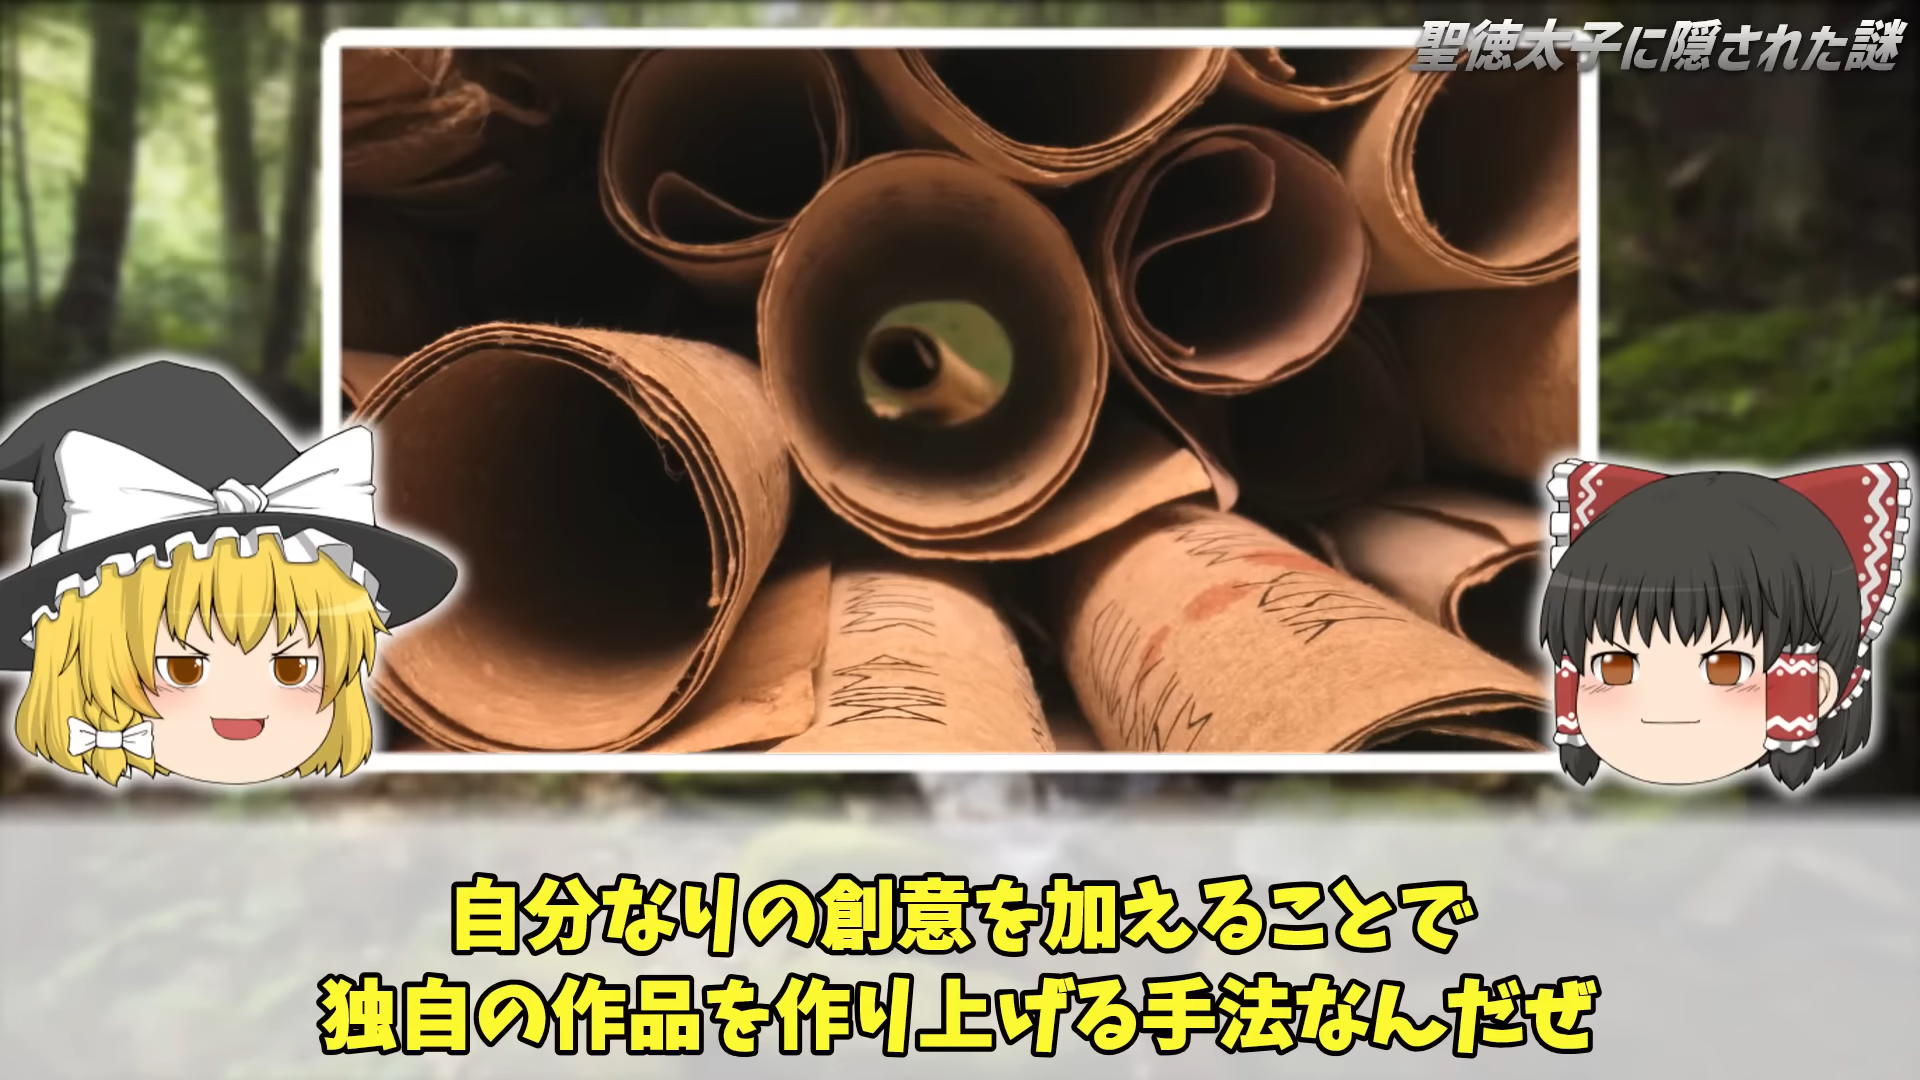 聖徳太子に隠された謎
自分なりの創意を加えることで
独自の作品を作り上げる手法なんだぜ